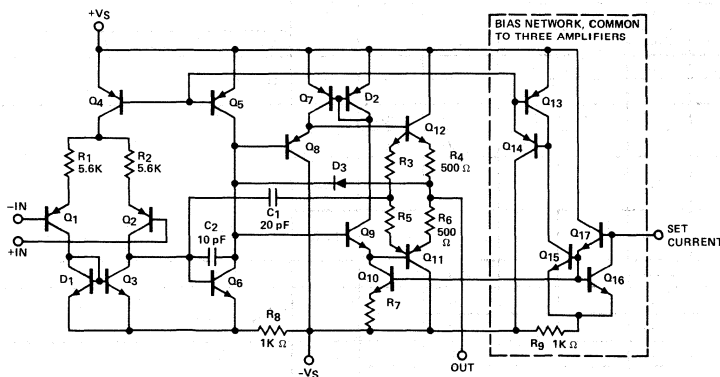 +VS
BIAS NETWORK, COMMON
TO THREE AMPLIFIERS
Q4
Q5
Q7
D2
Q13
Q12
Q8
Q14
R1
5.6K
R2
5.6K
R3
R4
500 Ω
D3
-IN
Q1
Q2
C1
20 pF
R5
R6
500
Ω
+IN
C2
10 pF
Q9
Q11
Q17
SET
CURRENT
Q15
D1
Q3
Q6
Q10
Q16
R7
R8
1K Ω
R9 1K Ω
-VS
OUT